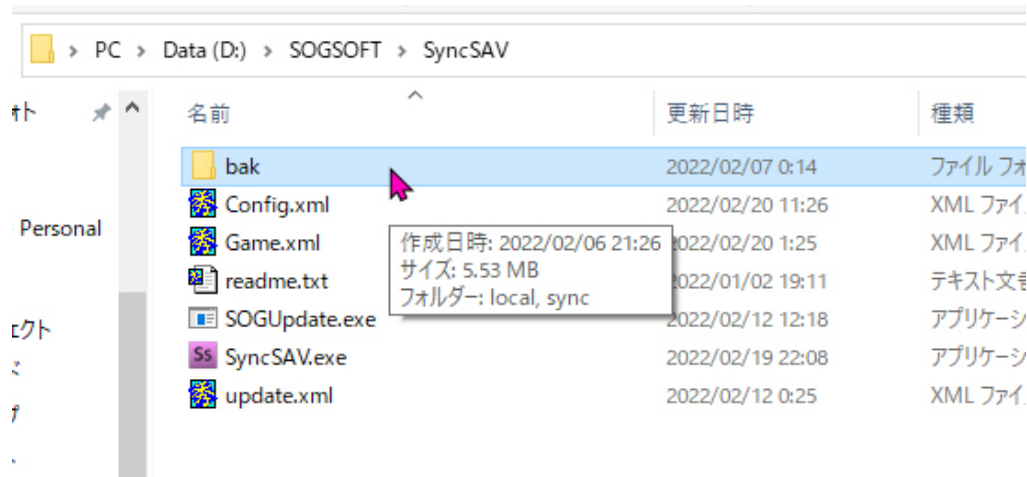 PC > Data (D:) > SOGSOFT > SyncSAV
名前 更新日時 種類
bak 2022/02/07 0:14 ファイル フォ
Config.xml 2022/02/20 11:26 XML ファイ
Personal
Game.xml 2022/02/20 1:25 XML ファイ
作成日時: 2022/02/06 21:26
サイズ: 5.53 MB
フォルダー: local, sync
readme.txt 2022/01/02 19:11 テキスト文書
SOGUpdate.exe 2022/02/12 12:18 アプリケーシ
ェクト
Ss SyncSAV.exe 2022/02/19 22:08 アプリケーシ
update.xml 2022/02/12 0:25 XML ファイ